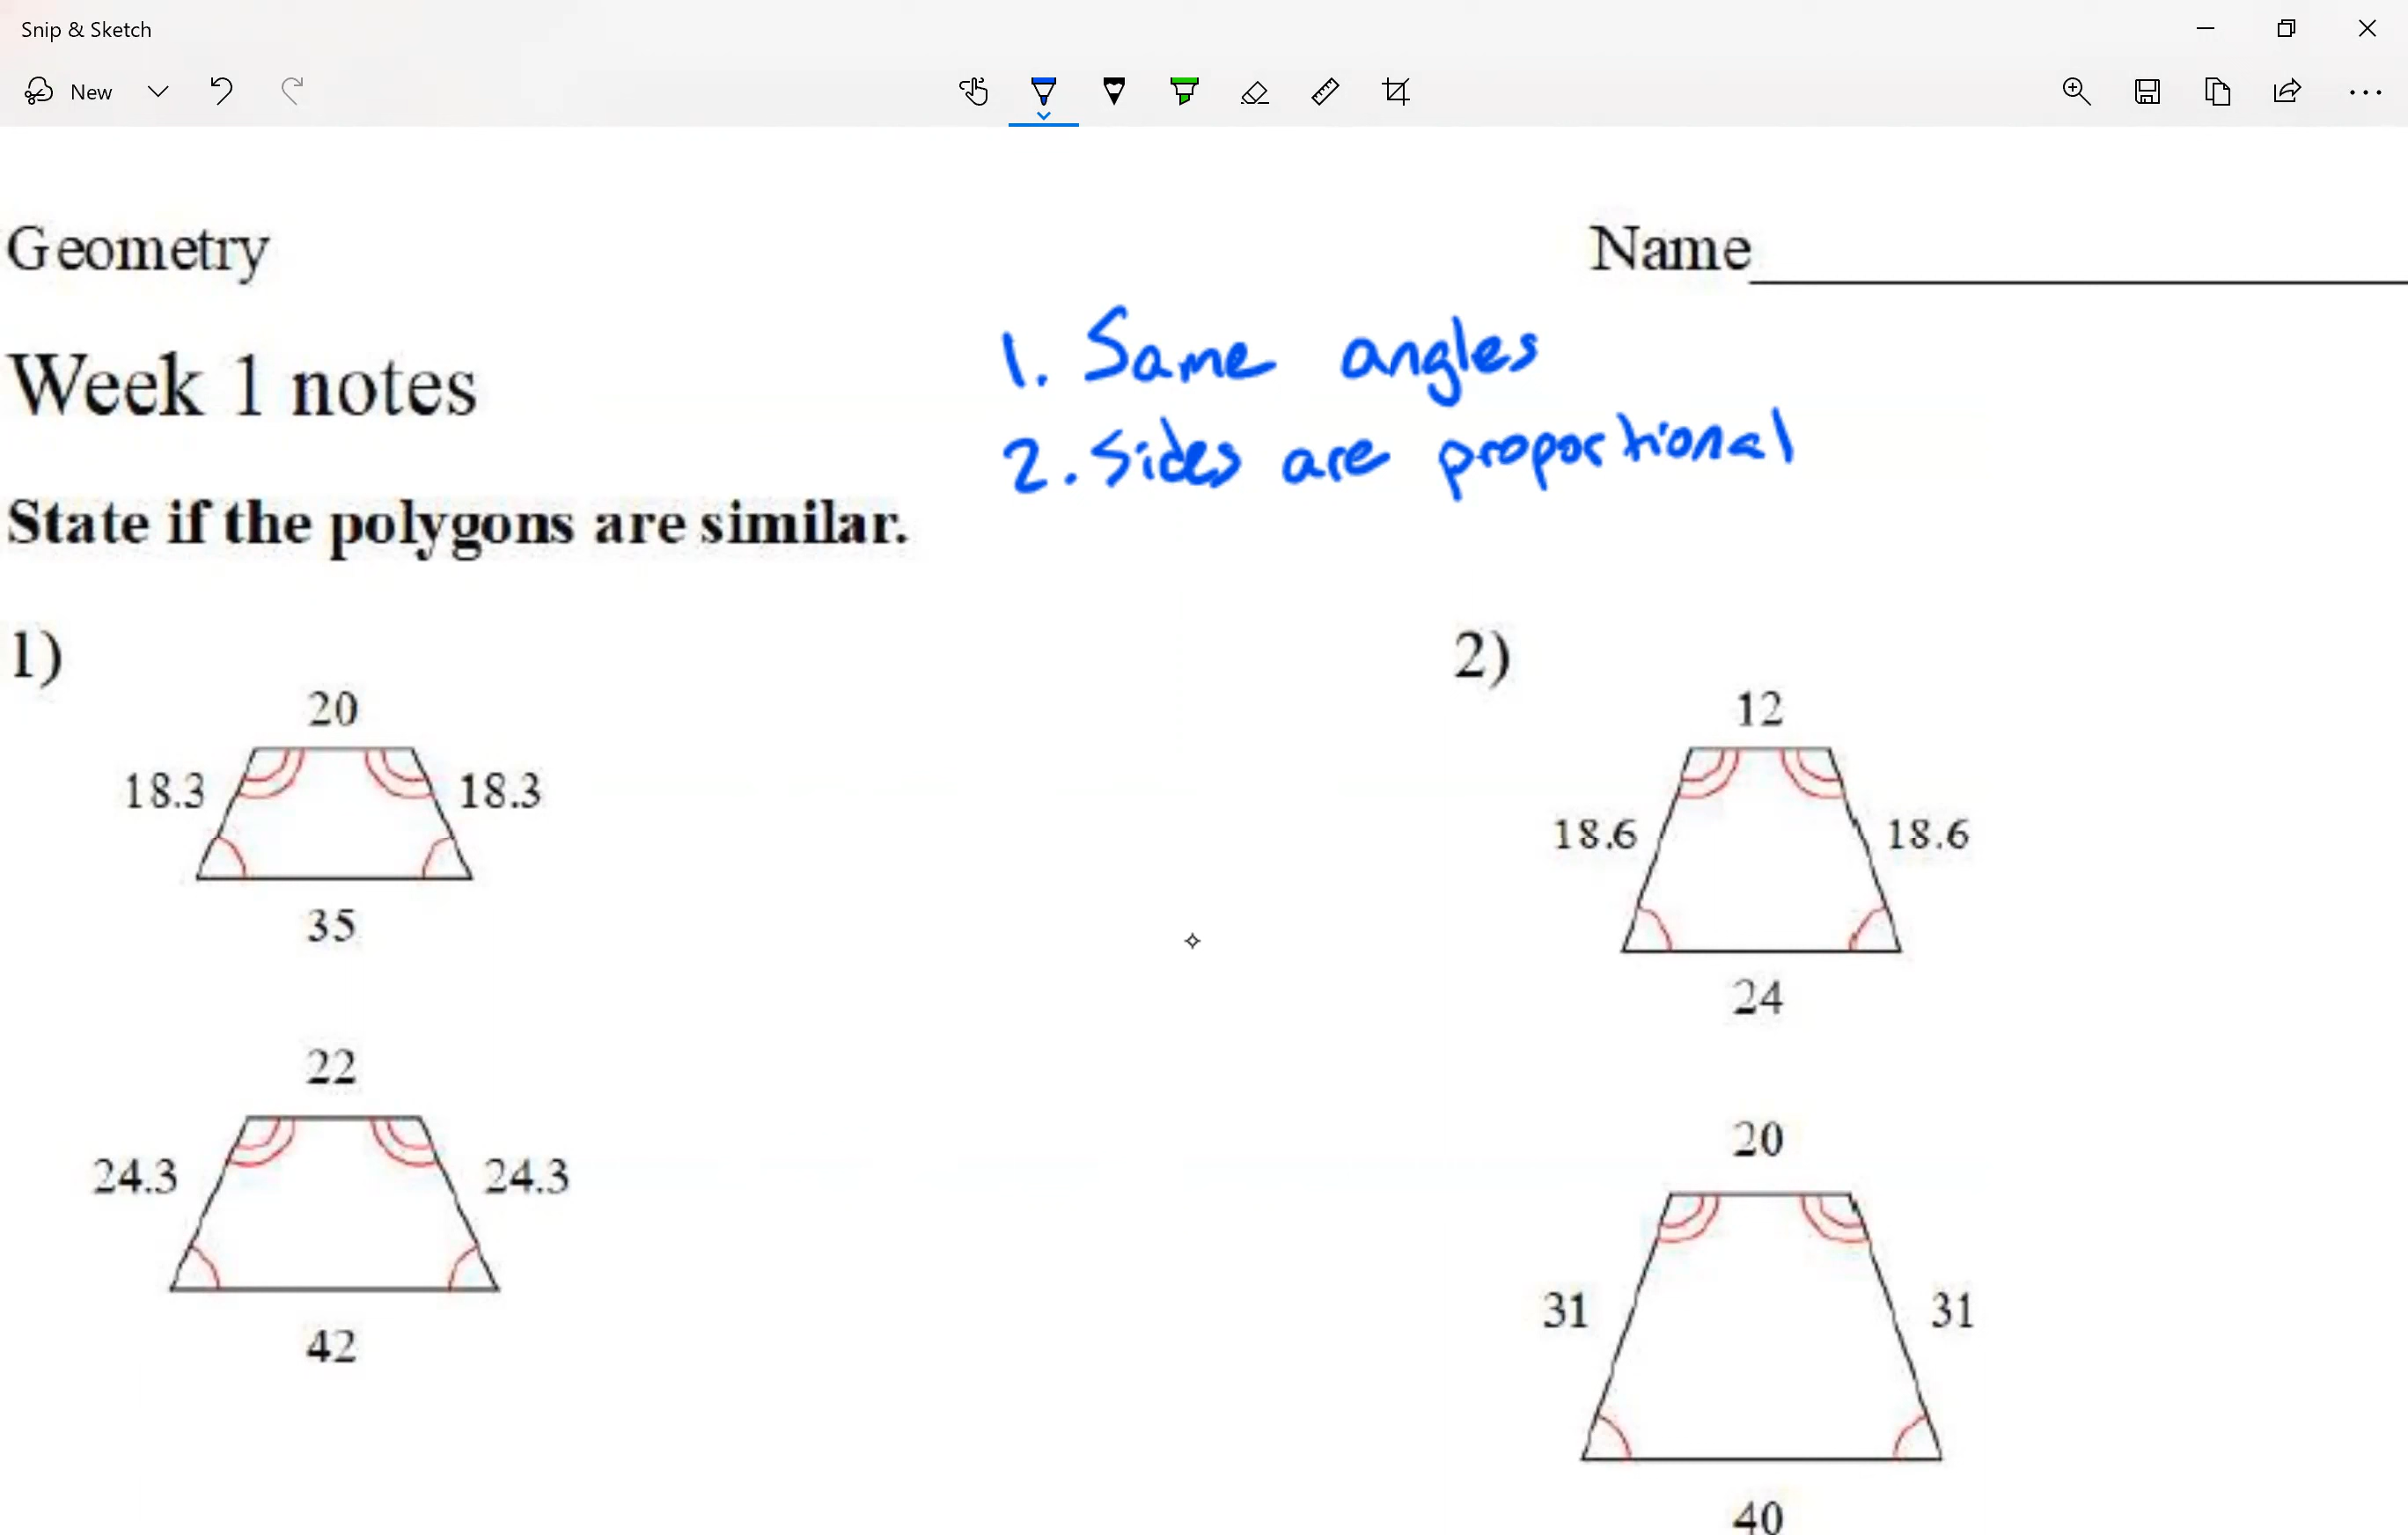 Snip & Sketch
New
Geometry
Name
Week 1 notes
1. Same angles
2. Sides are proportional
State if the polygons are similar.
1)
20
18.3
18.3
35
22
24.3
24.3
42
2)
12
18.6
18.6
24
20
31
31
40